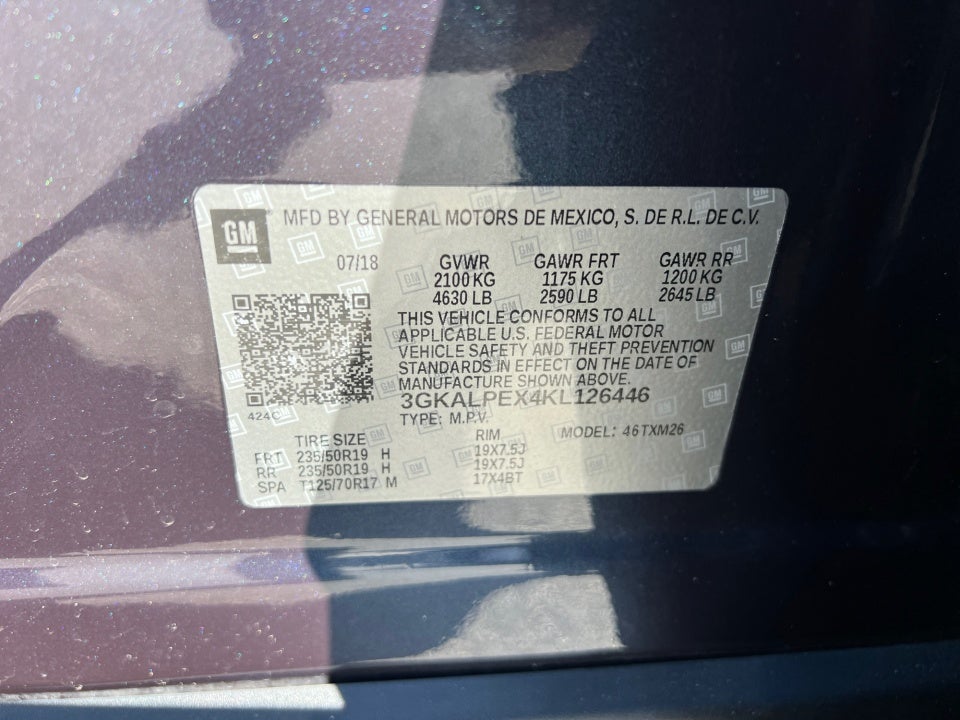 GM MFD BY GENERAL MOTORS DE MEXICO, S. DE R.L. DE C.V.
07/18 GVWR GAWR FRT GAWR RR
2100 KG 1175 KG 1200 KG
4630 LB 2590 LB 2645 LB
THIS VEHICLE CONFORMS TO ALL
APPLICABLE U.S. FEDERAL MOTOR
VEHICLE SAFETY AND THEFT PREVENTION
STANDARDS IN EFFECT ON THE DATE OF
MANUFACTURE SHOWN ABOVE.
3GKALPEX4KL126446
424C
TYPE: M.P.V. MODEL: 46TXM26
TIRE SIZE RIM
FRT 235/50R19 H 19X7.5J
RR 235/50R19 H 19X7.5J
SPA T125/70R17 M 17X4BT